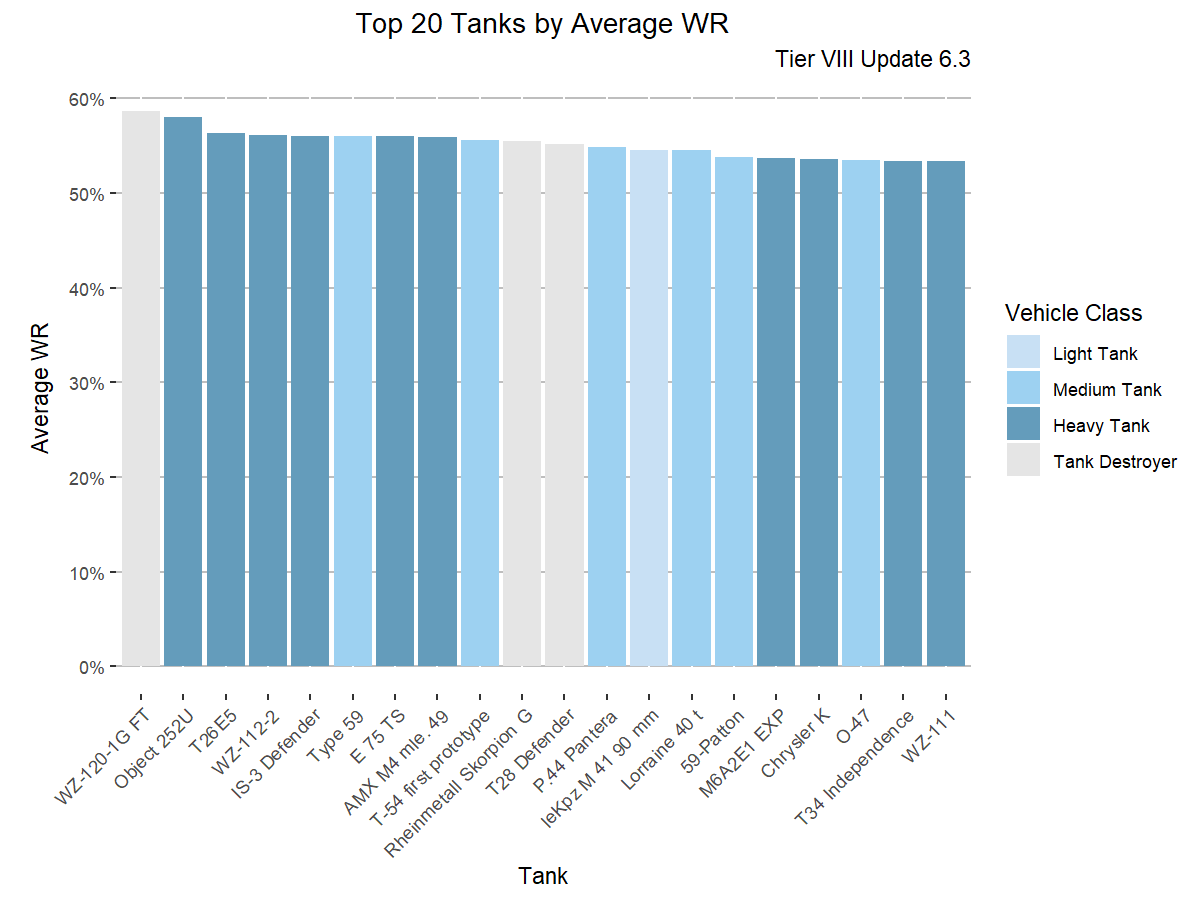 Top 20 Tanks by Average WR
Tier VIII Update 6.3
60%
50%
40%
30%
20%
10%
0%
Average WR
WZ-120-1G FT
Object 252U
T26E5
WZ-112-2
IS-3 Defender
Type 59
E 75 TS
AMX M4 mle. 49
T-54 first prototype
Rheinmetall Skorpion G
T28 Defender
P.44 Pantera
leKpz M 41 90 mm
Lorraine 40 t
59-Patton
M6A2E1 EXP
Chrysler K
O-47
T34 Independence
WZ-111
Tank
Vehicle Class
Light Tank
Medium Tank
Heavy Tank
Tank Destroyer